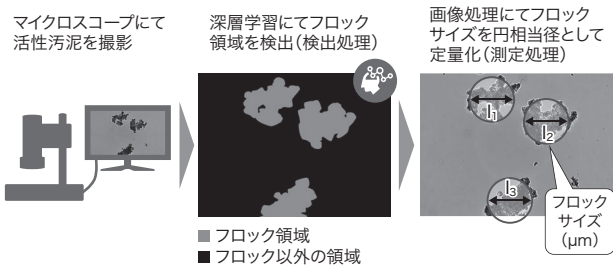 マイクロスコープにて
活性汚泥を撮影
深層学習にてフロック
領域を検出(検出処理)
画像処理にてフロック
サイズを円相当径として
定量化(測定処理)
l1
l2
l3
フロック
サイズ
(μm)
フロック領域
フロック以外の領域